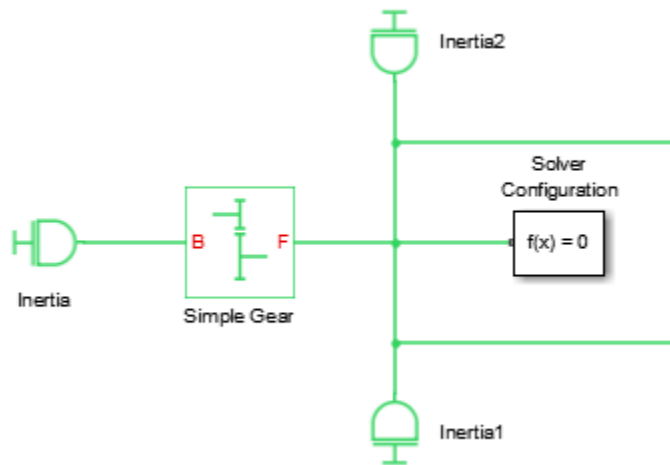 Inertia2
Solver
Configuration
f(x) = 0
B
F
Inertia
Simple Gear
Inertia1